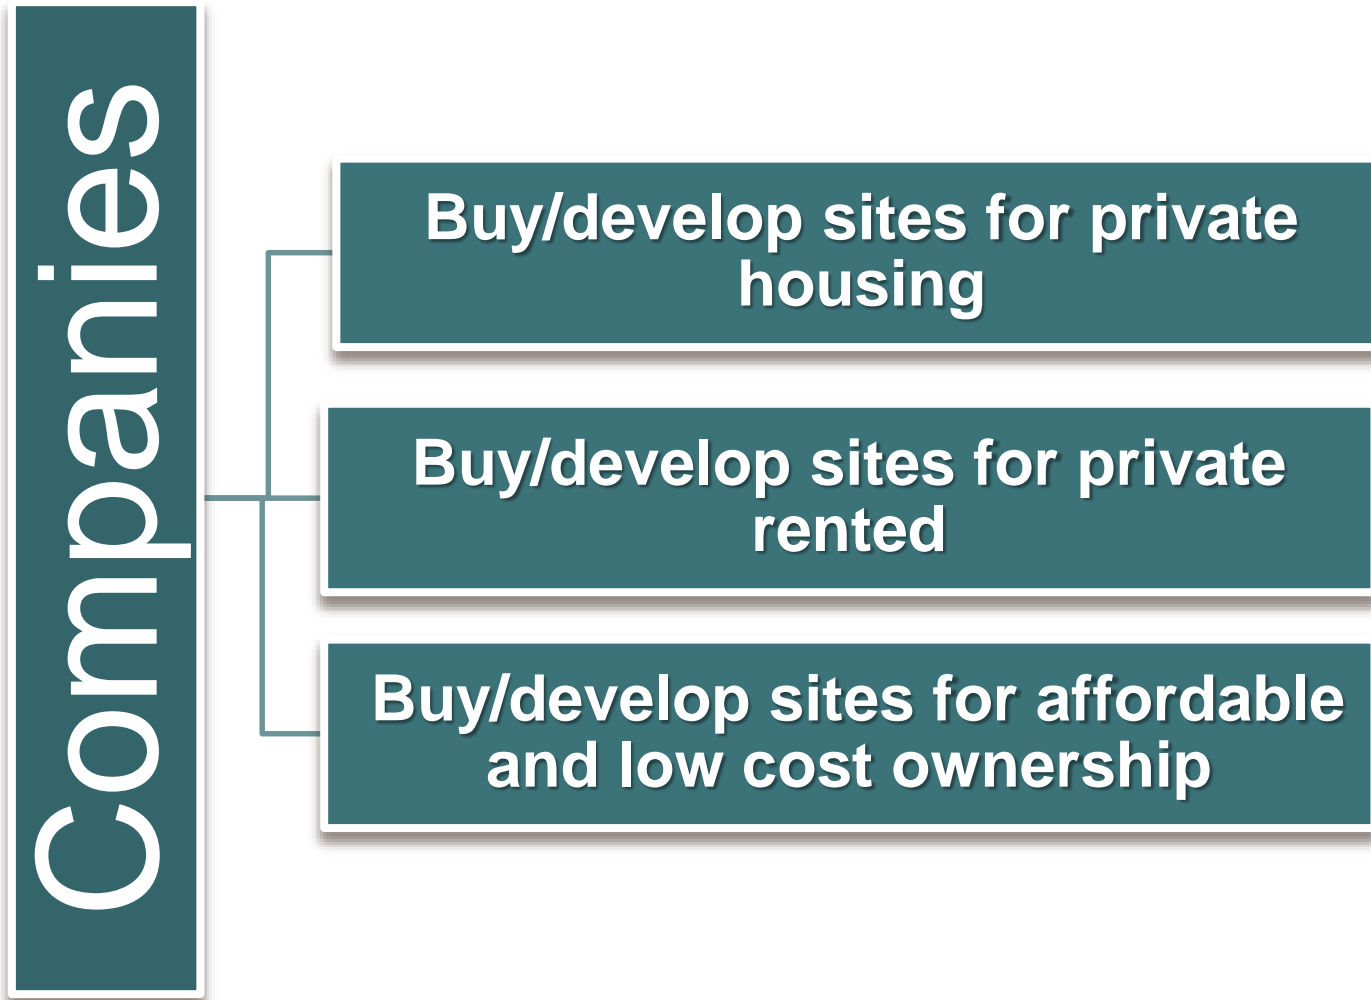 Companies
Buy/develop sites for private
housing
Buy/develop sites for private
rented
Buy/develop sites for affordable
and low cost ownership